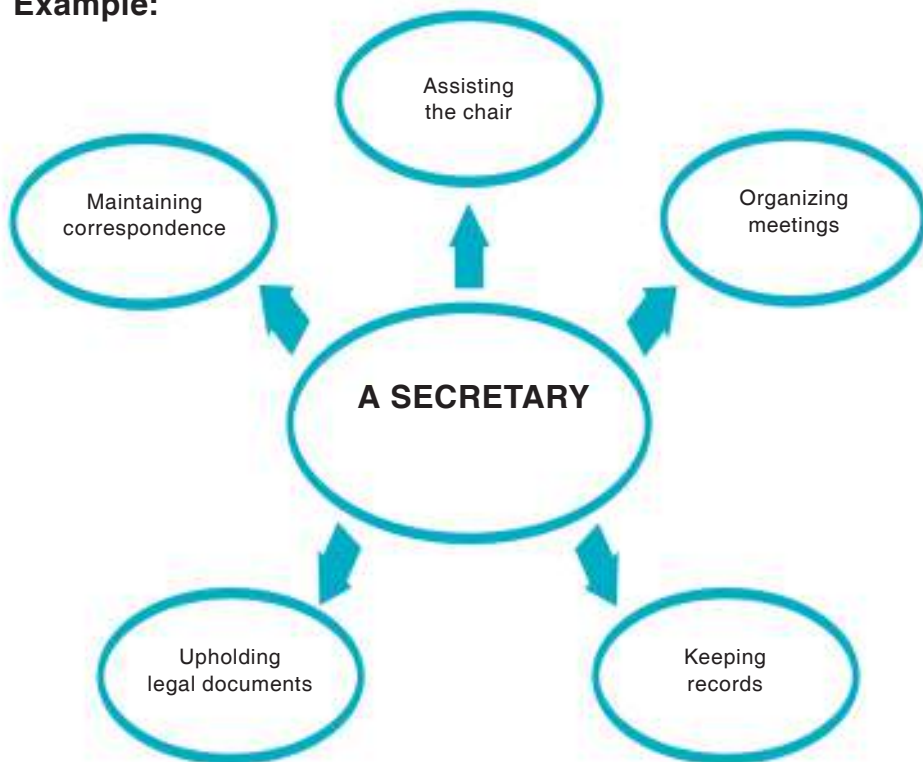 Example:
Assisting
the chair
Maintaining
correspondence
Organizing
meetings
A SECRETARY
Upholding
legal documents
Keeping
records